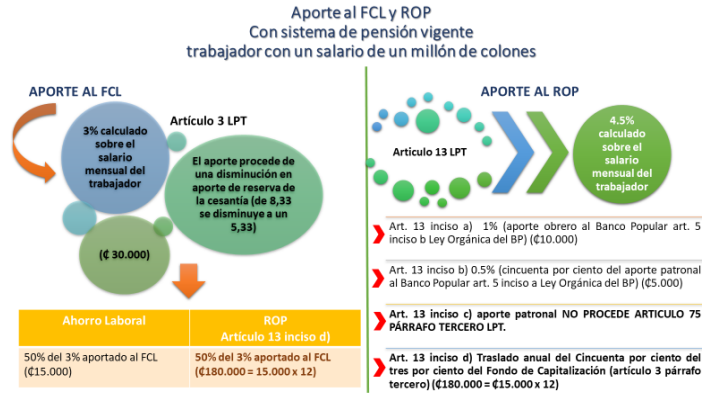 Aporte al FCL y ROP
Con sistema de pensión vigente
trabajador con un salario de un millón de colones
APORTE AL FCL
3% calculado
sobre el
salario
mensual del
trabajador
Artículo 3 LPT
El aporte procede de
una disminución en
aporte de reserva de
la cesantía (de 8,33
se disminuye a un
5,33)
(₡ 30.000)
Ahorro Laboral
ROP
Artículo 13 inciso d)
50% del 3% aportado al FCL
(₡15.000)
50% del 3% aportado al FCL
(₡180.000 = 15.000 x 12)
APORTE AL ROP
Articulo 13 LPT
4.5%
calculado
sobre el
salario
mensual del
trabajador
Art. 13 inciso a) 1% (aporte obrero al Banco Popular art. 5
inciso b Ley Orgánica del BP) (₡10.000)
Art. 13 inciso b) 0.5% (cincuenta por ciento del aporte patronal
al Banco Popular art. 5 inciso a Ley Orgánica del BP) (₡5.000)
Art. 13 inciso c) aporte patronal NO PROCEDE ARTICULO 75
PÁRRAFO TERCERO LPT.
Art. 13 inciso d) Traslado anual del Cincuenta por ciento del
tres por ciento del Fondo de Capitalización (artículo 3 párrafo
tercero) (₡180.000 = ₡15.000 x 12)